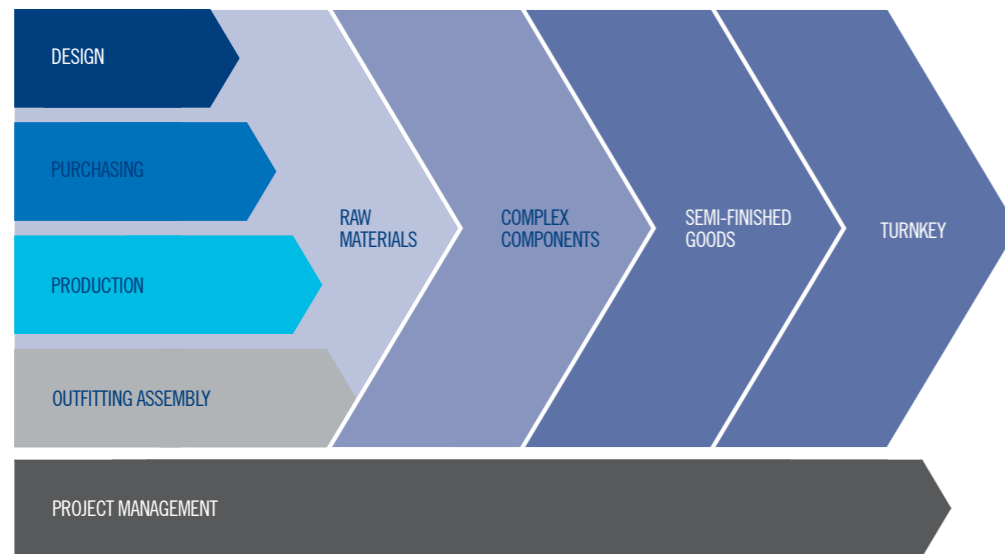 DESIGN
PURCHASING
PRODUCTION
OUTFITTING ASSEMBLY
RAW
MATERIALS
COMPLEX
COMPONENTS
SEMI-FINISHED
GOODS
TURNKEY
PROJECT MANAGEMENT